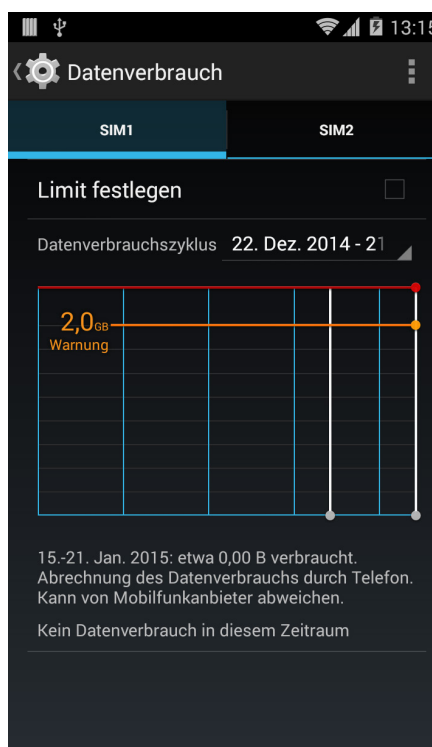 13:15
Datenverbrauch
SIM1
SIM2
Limit festlegen
Datenverbrauchszyklus 22. Dez. 2014 - 21
2,0GB
Warnung
15.-21. Jan. 2015: etwa 0,00 B verbraucht.
Abrechnung des Datenverbrauchs durch Telefon.
Kann von Mobilfunkanbieter abweichen.
Kein Datenverbrauch in diesem Zeitraum